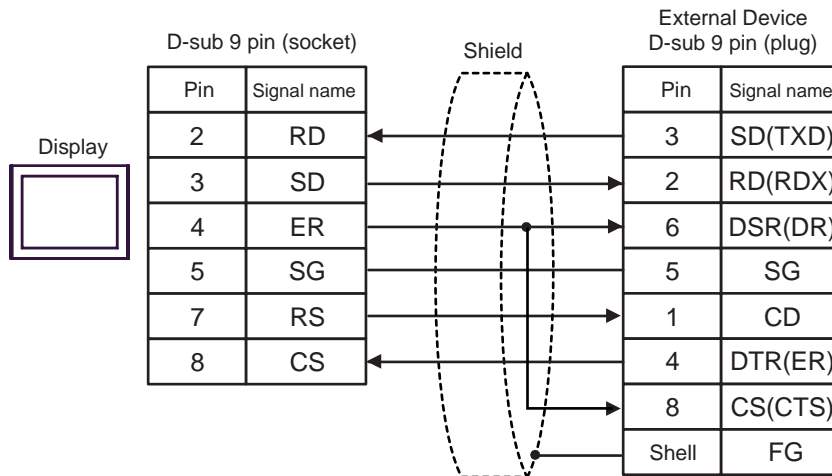 External Device
D-sub 9 pin (socket)
Shield
D-sub 9 pin (plug)
Pin Signal name
Pin Signal name
Display
2 RD
3 SD(TXD)
3 SD
2 RD(RDX)
4 ER
6 DSR(DR)
5 SG
5 SG
7 RS
1 CD
8 CS
4 DTR(ER)
8 CS(CTS)
Shell FG